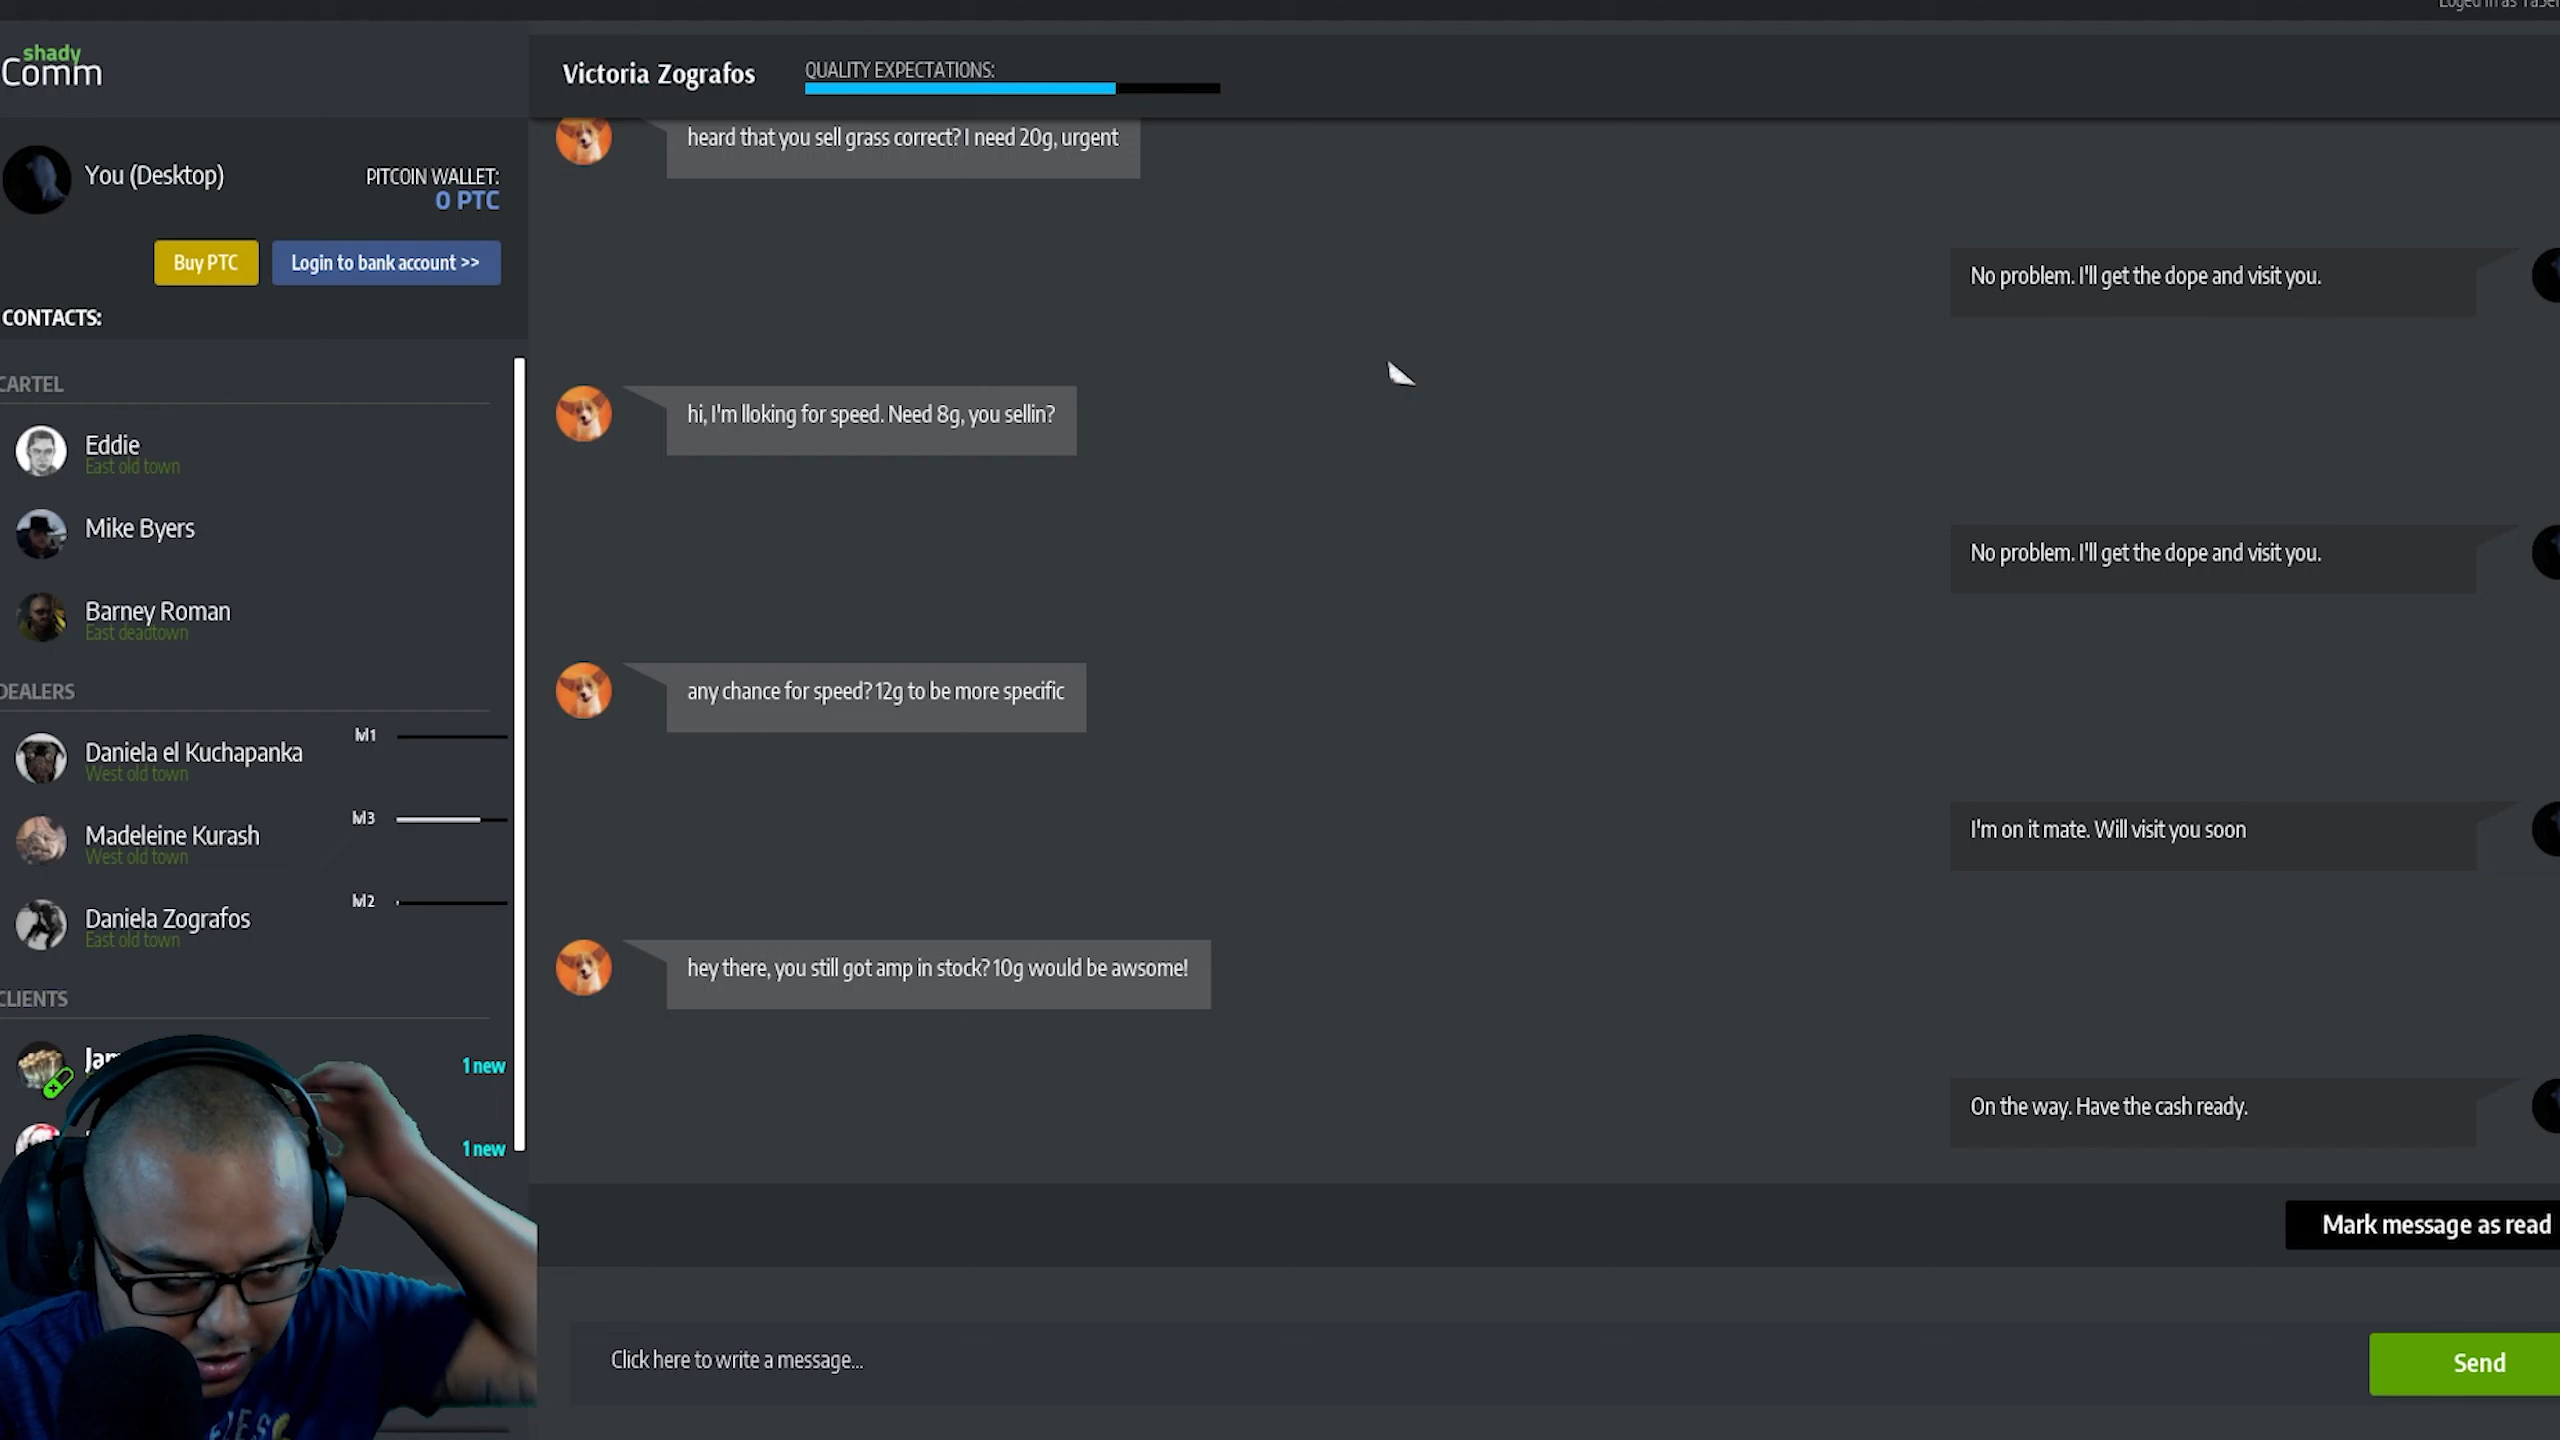 shady
Comm
Victoria Zografos
QUALITY EXPECTATIONS:
You (Desktop)
PITCOIN WALLET:
0 PTC
Buy PTC
Login to bank account >>
CONTACTS:
CARTEL
Eddie
East old town
Mike Byers
Barney Roman
East deadtown
DEALERS
Daniela el Kuchapanka
West old town
lvl1
Madeleine Kurash
West old town
lvl3
Daniela Zografos
East old town
lvl2
CLIENTS
1 new
1 new
heard that you sell grass correct? I need 20g, urgent
No problem. I'll get the dope and visit you.
hi, I'm lloking for speed. Need 8g, you sellin?
No problem. I'll get the dope and visit you.
any chance for speed? 12g to be more specific
I'm on it mate. Will visit you soon
hey there, you still got amp in stock? 10g would be awsome!
On the way. Have the cash ready.
Mark message as read
Click here to write a message...
Send